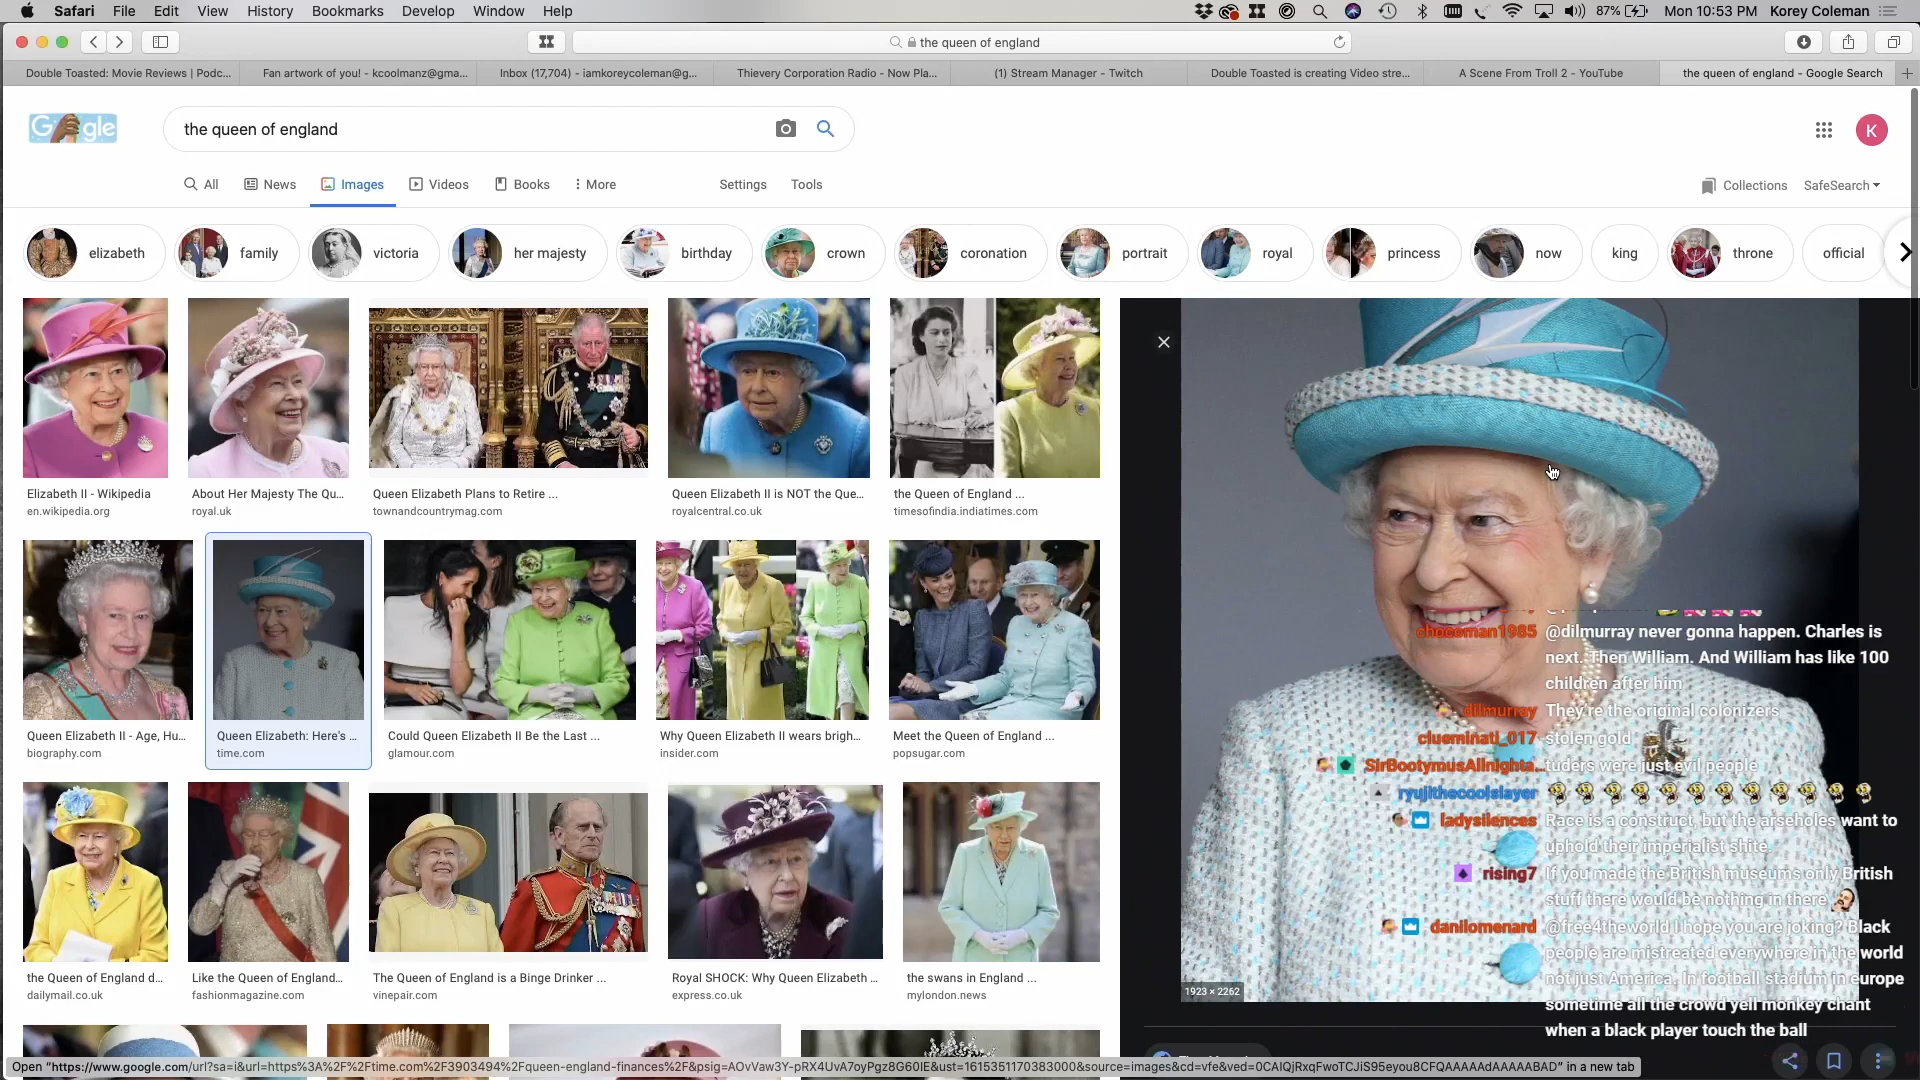 Safari File Edit View History Bookmarks Develop Window Help
87% Mon 10:53 PM Korey Coleman
the queen of england
Double Toasted: Movie Reviews | Podc...
Fan artwork of you! - kcoolmanz@gma...
Inbox (17,704) - iamkoreycoleman@g...
Thievery Corporation Radio - Now Pla...
(1) Stream Manager - Twitch
Double Toasted is creating Video stre...
A Scene From Troll 2 - YouTube
the queen of england - Google Search
the queen of england
K
All News Images Videos Books More Settings Tools
Collections SafeSearch
elizabeth family victoria her majesty birthday crown coronation portrait royal princess now king throne official
Elizabeth II - Wikipedia
en.wikipedia.org
About Her Majesty The Qu...
royal.uk
Queen Elizabeth Plans to Retire ...
townandcountrymag.com
Queen Elizabeth II is NOT the Que...
royalcentral.co.uk
the Queen of England ...
timesofindia.indiatimes.com
Queen Elizabeth II - Age, Hu...
biography.com
Queen Elizabeth: Here's ...
time.com
Could Queen Elizabeth II Be the Last ...
glamour.com
Why Queen Elizabeth II wears brigh...
insider.com
Meet the Queen of England ...
popsugar.com
the Queen of England d...
dailymail.co.uk
Like the Queen of England...
fashionmagazine.com
The Queen of England is a Binge Drinker ...
vinepair.com
Royal SHOCK: Why Queen Elizabeth ...
express.co.uk
the swans in England ...
mylondon.news
choceman1985 @dilmurray never gonna happen. Charles is
next. Then William. And William has like 100
children after him
dilmurray They're the original colonizers
clueminati_017 stolen gold
SirBootymusAllnighta... tuders were just evil people
ryujithecoolslayer
ladysilences Race is a construct, but the arseholes want to
uphold their imperialist shite.
rising7 If you made the British museums only British
stuff there would be nothing in there
danilomenard @free4theworld I hope you are joking? Black
people are mistreated everywhere in the world
not just America. In football stadium in europe
sometime all the crowd yell monkey chant
when a black player touch the ball
1923 × 2262